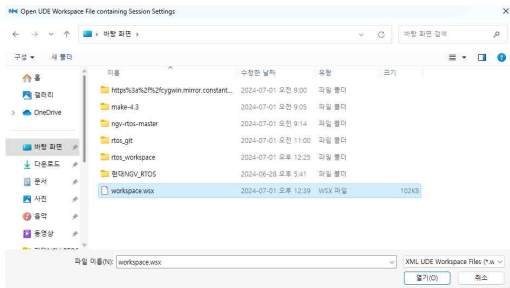 Open UDE Workspace File containing Session Settings
바탕 화면
바탕 화면 검색
구성
새 폴더
이름 수정한 날짜 유형 크기
홈
갤러리
OneDrive
바탕 화면
다운로드
문서
사진
음악
동영상
https%3a%2f%2fcygwin.mirror.constant... 2024-07-01 오전 9:00 파일 폴더
make-4.3 2024-07-01 오전 9:05 파일 폴더
ngv-rtos-master 2024-07-01 오전 9:14 파일 폴더
rtos_git 2024-07-01 오전 11:00 파일 폴더
rtos_workspace 2024-07-01 오후 12:25 파일 폴더
현대NGV_RTOS 2024-06-28 오후 5:41 파일 폴더
workspace.wsx 2024-07-01 오후 12:39 WSX 파일 102KB
파일 이름(N): workspace.wsx
XML UDE Workspace Files (*.w
열기(O) 취소